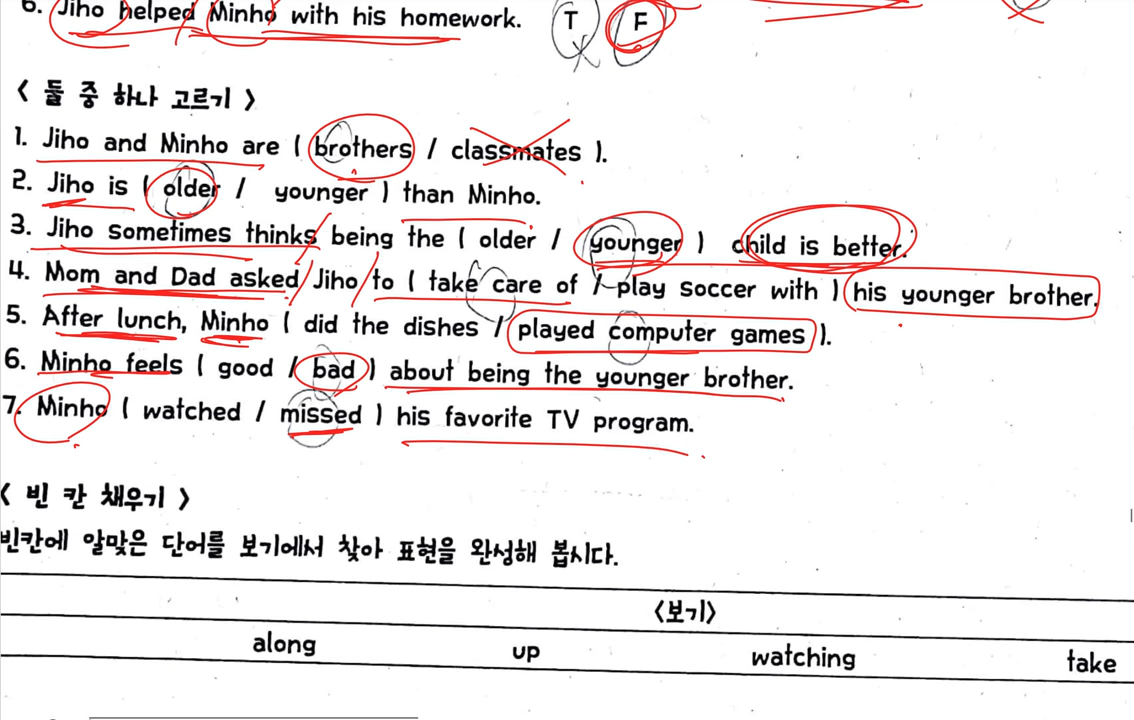 6. Jiho helped Minho with his homework. T F
< 둘 중 하나 고르기 >
1. Jiho and Minho are ( brothers / classmates ).
2. Jiho is ( older / younger ) than Minho.
3. Jiho sometimes thinks being the ( older / younger ) child is better.
4. Mom and Dad asked Jiho to ( take care of / play soccer with ) his younger brother.
5. After lunch, Minho ( did the dishes / played computer games ).
6. Minho feels ( good / bad ) about being the younger brother.
7. Minho ( watched / missed ) his favorite TV program.
< 빈 칸 채우기 >
빈칸에 알맞은 단어를 보기에서 찾아 표현을 완성해 봅시다.
<보기>
along up watching take